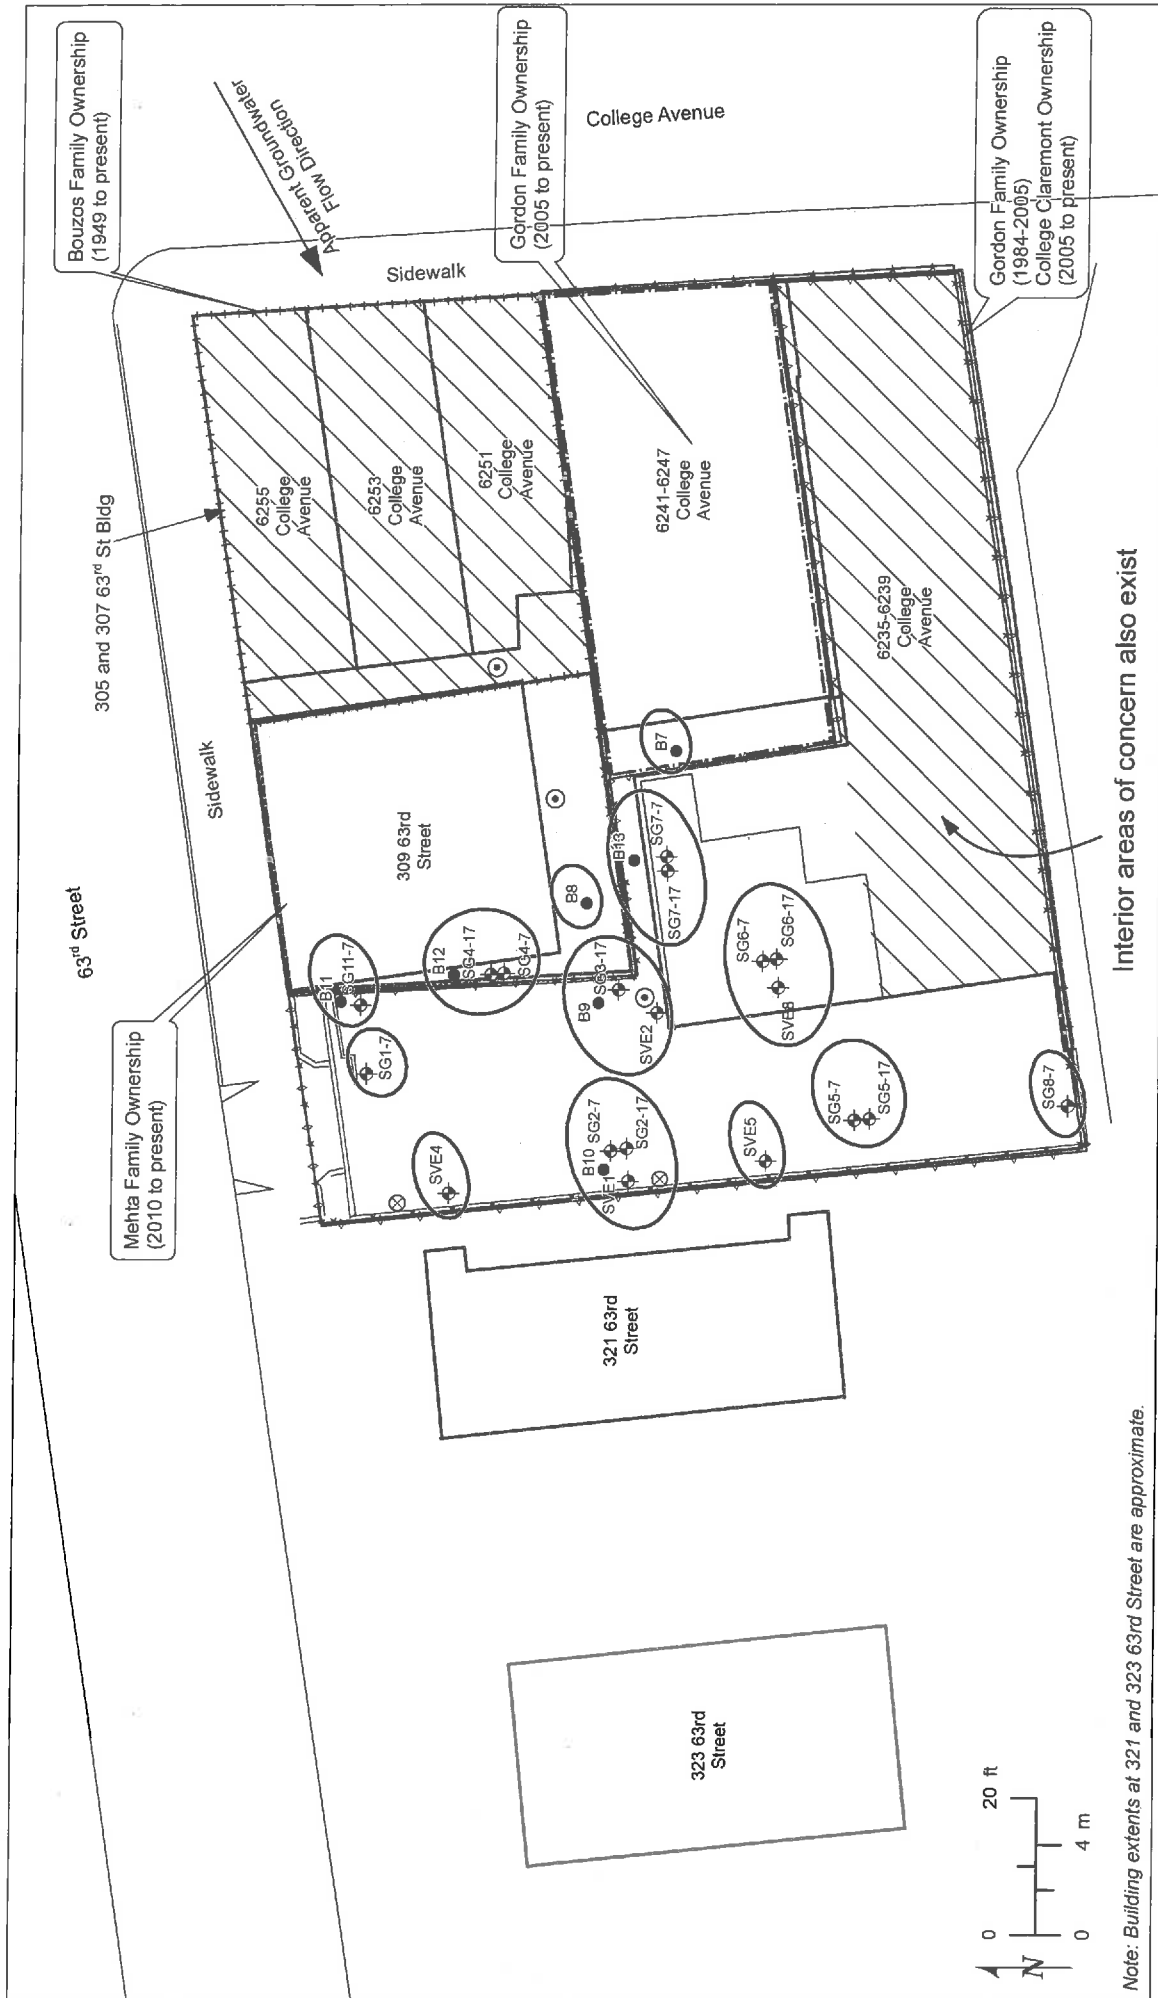 Bouzos Family Ownership
(1949 to present)
Apparent Groundwater
Flow Direction
College Avenue
Gordon Family Ownership
(2005 to present)
Gordon Family Ownership
(1984-2005)
College Claremont Ownership
(2005 to present)
Sidewalk
305 and 307 63rd St Bldg
6255
College
Avenue
6253
College
Avenue
6251
College
Avenue
6241-6247
College
Avenue
6235-6239
College
Avenue
Interior areas of concern also exist
Sidewalk
63rd Street
309 63rd
Street
B7
B8
B13
SG7-7
SG7-17
B11
SG11-7
SG1-7
B12
SG4-17
SG4-7
B9
SG3-17
SVE2
SG6-7
SG6-17
SVE8
Mehta Family Ownership
(2010 to present)
SVE4
B10
SG2-7
SG2-17
SVE1
SVE5
SG5-7
SG5-17
SG8-7
321 63rd
Street
323 63rd
Street
0
20 ft
0
4 m
N
Note: Building extents at 321 and 323 63rd Street are approximate.